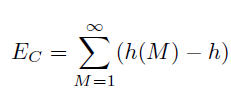 $E_C = \sum_{M=1}^{\infty} (h(M) - h)$